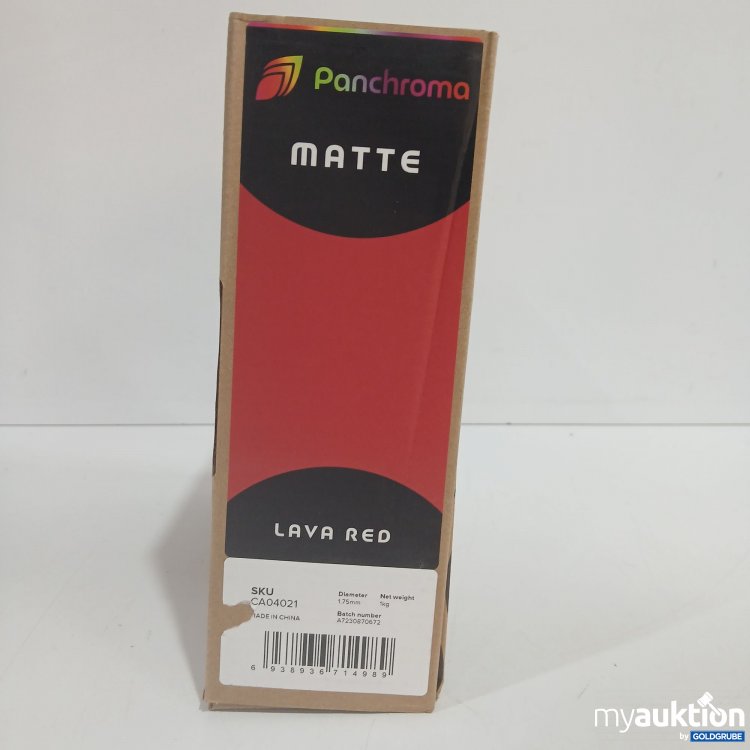 Panchroma
MATTE
LAVA RED
SKU
CA04021
Diameter
1.75mm
Net weight
1kg
MADE IN CHINA
Batch number
A7230870672
6 938936 714989
myauktion
by GOLDGRUBE